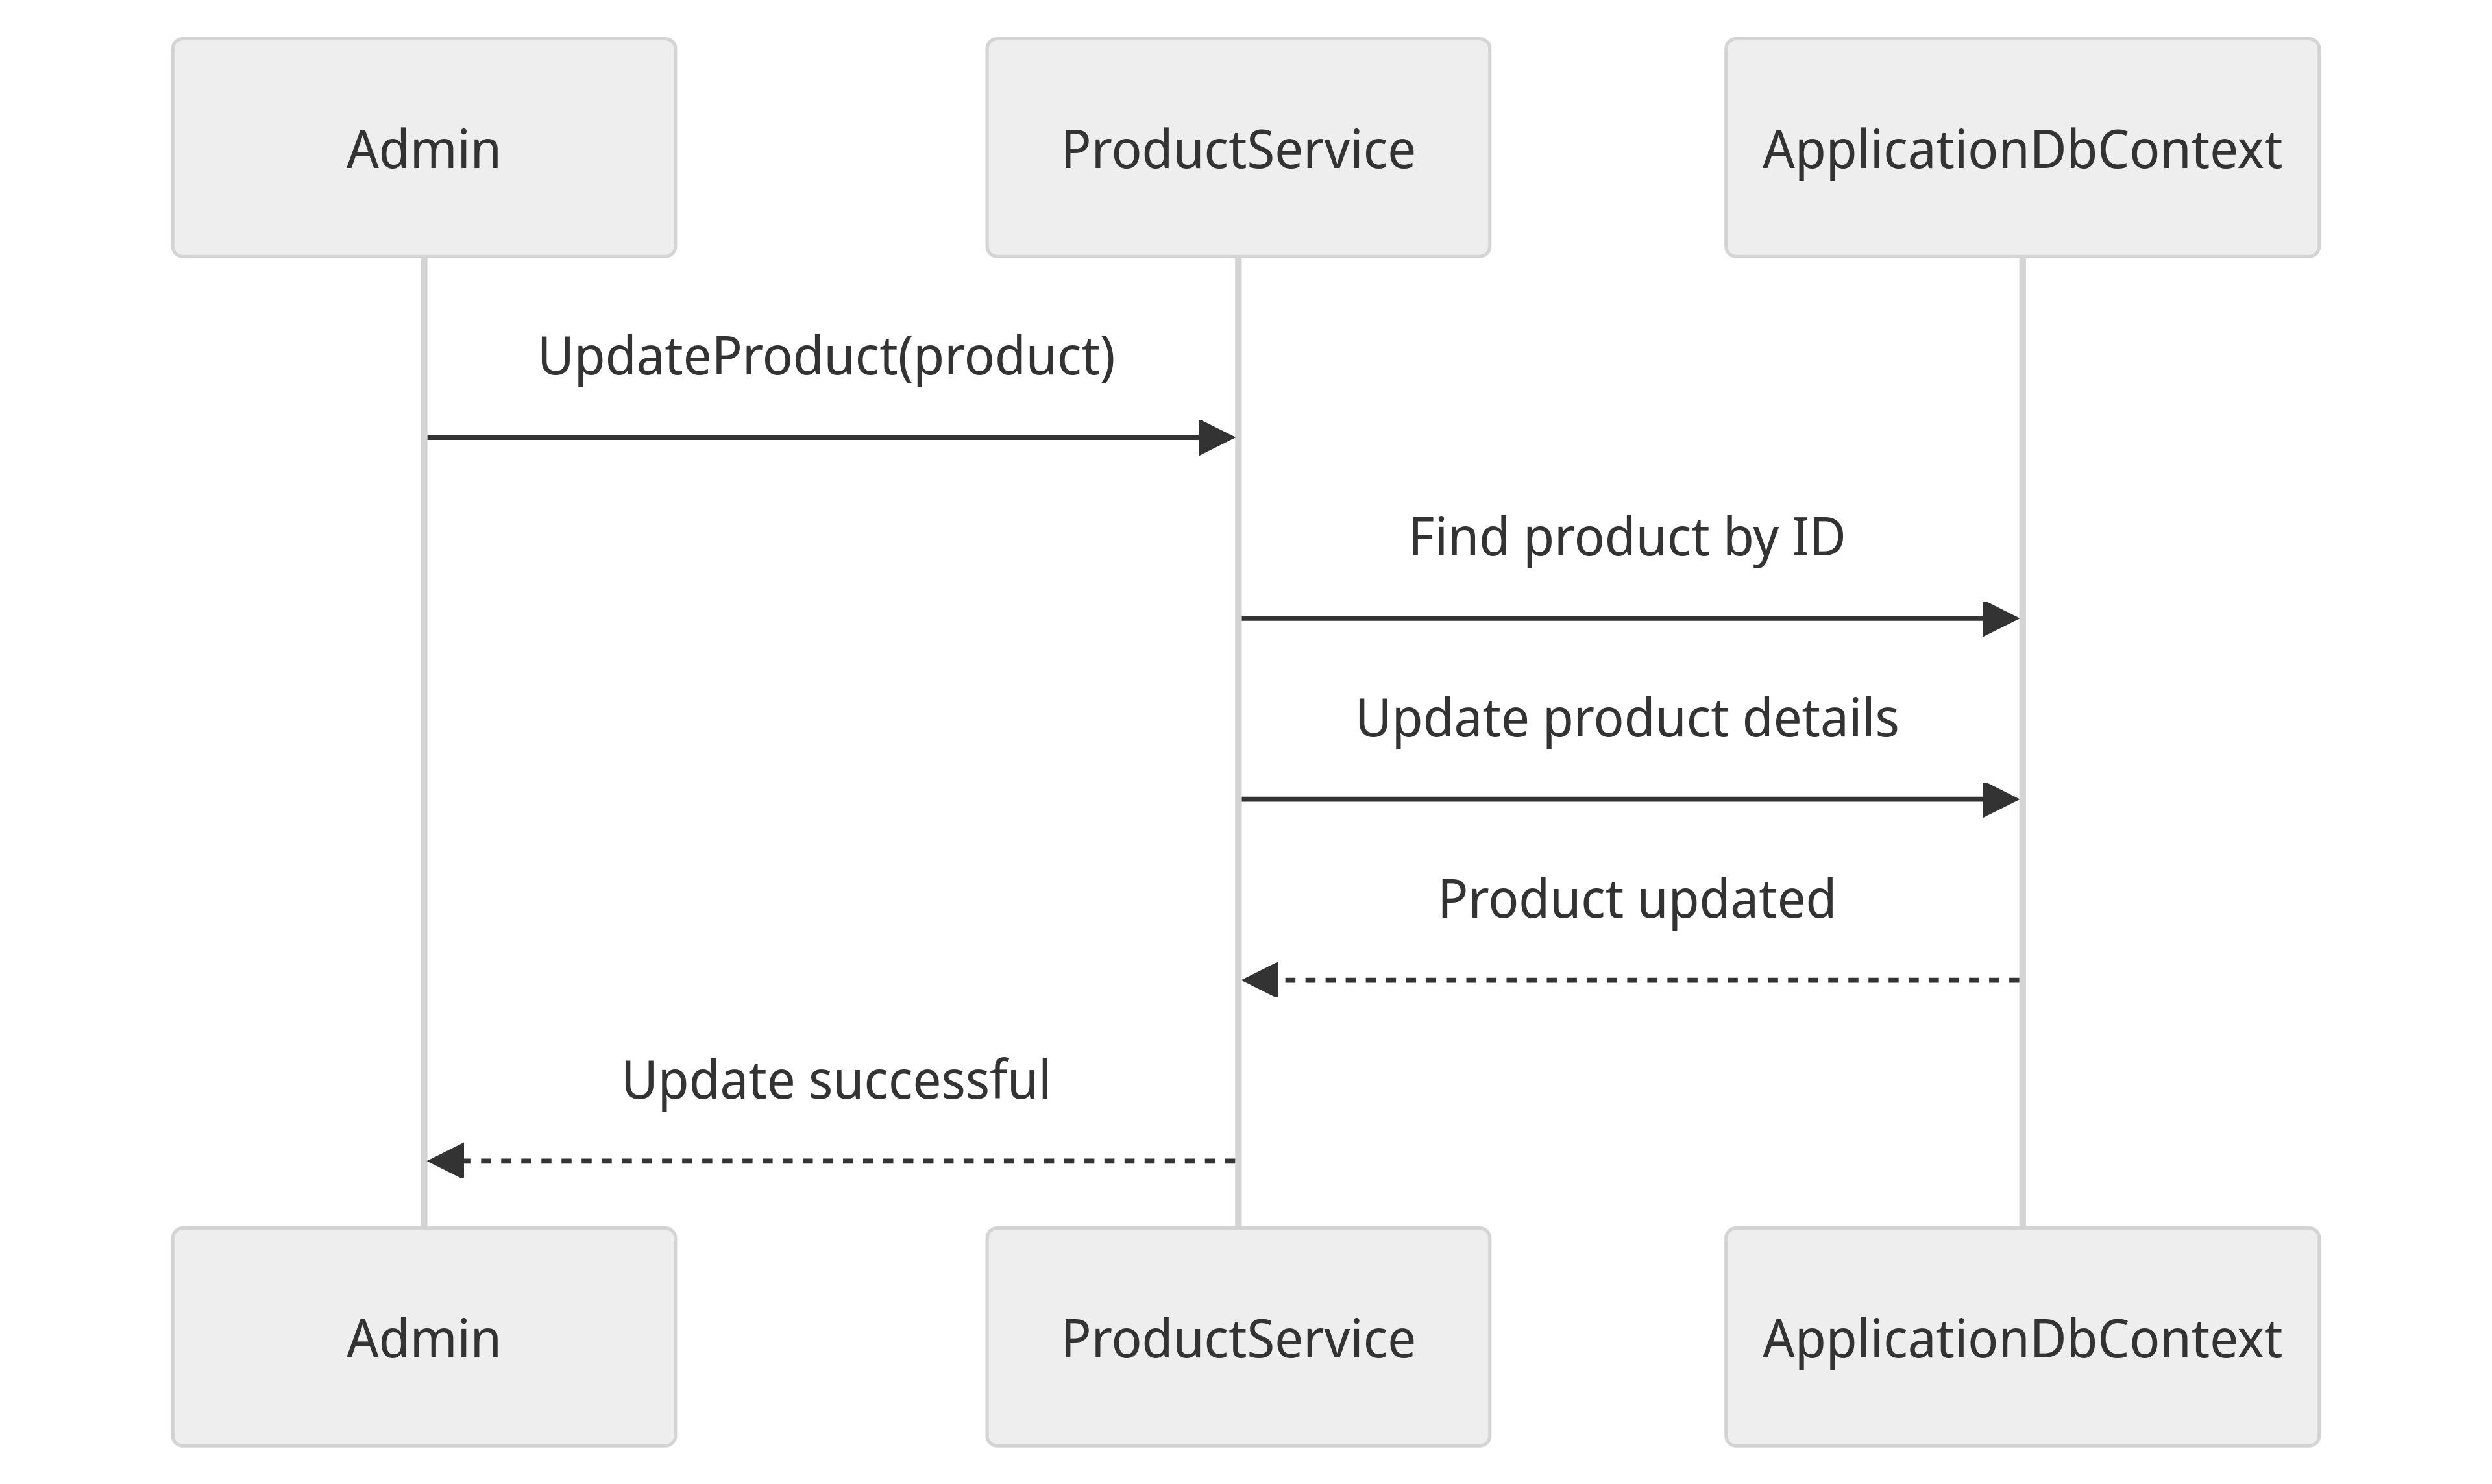 Admin
ProductService
ApplicationDbContext
UpdateProduct(product)
Find product by ID
Update product details
Product updated
Update successful
Admin
ProductService
ApplicationDbContext